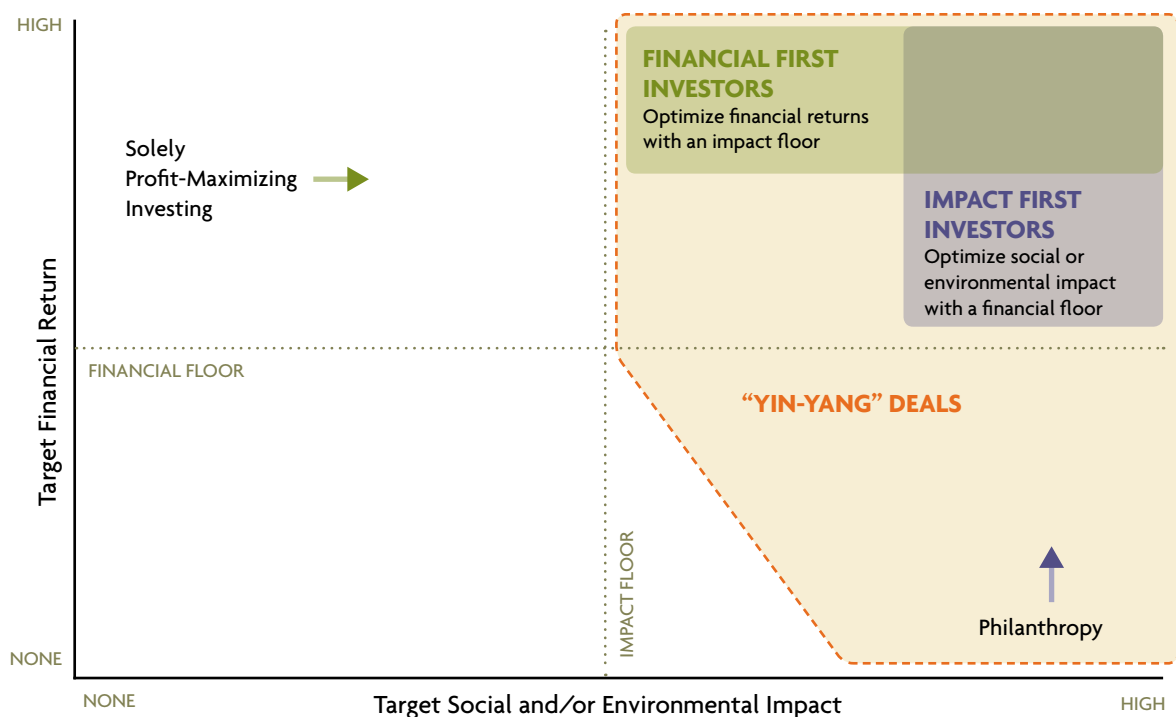 HIGH
FINANCIAL FIRST
INVESTORS
Optimize financial returns
with an impact floor
Solely
Profit-Maximizing
Investing
IMPACT FIRST
INVESTORS
Optimize social or
environmental impact
with a financial floor
Target Financial Return
FINANCIAL FLOOR
“YIN-YANG” DEALS
IMPACT FLOOR
Philanthropy
NONE
NONE
Target Social and/or Environmental Impact
HIGH